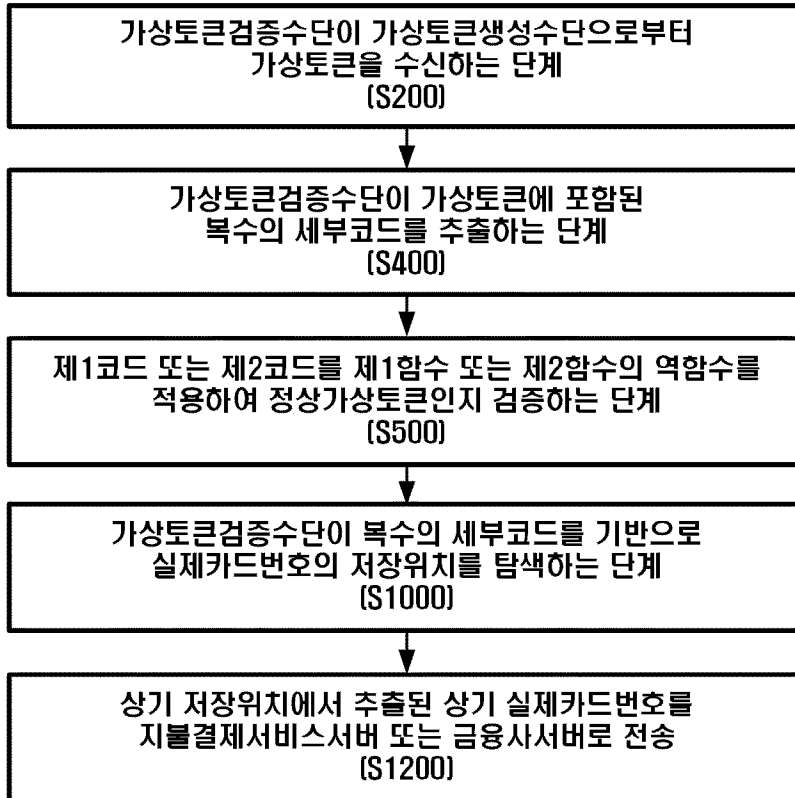 가상토큰검증수단이 가상토큰생성수단으로부터
가상토큰을 수신하는 단계
(S200)
가상토큰검증수단이 가상토큰에 포함된
복수의 세부코드를 추출하는 단계
(S400)
제1코드 또는 제2코드를 제1함수 또는 제2함수의 역함수를
적용하여 정상가상토큰인지 검증하는 단계
(S500)
가상토큰검증수단이 복수의 세부코드를 기반으로
실제카드번호의 저장위치를 탐색하는 단계
(S1000)
상기 저장위치에서 추출된 상기 실제카드번호를
지불결제서비스서버 또는 금융사서버로 전송
(S1200)